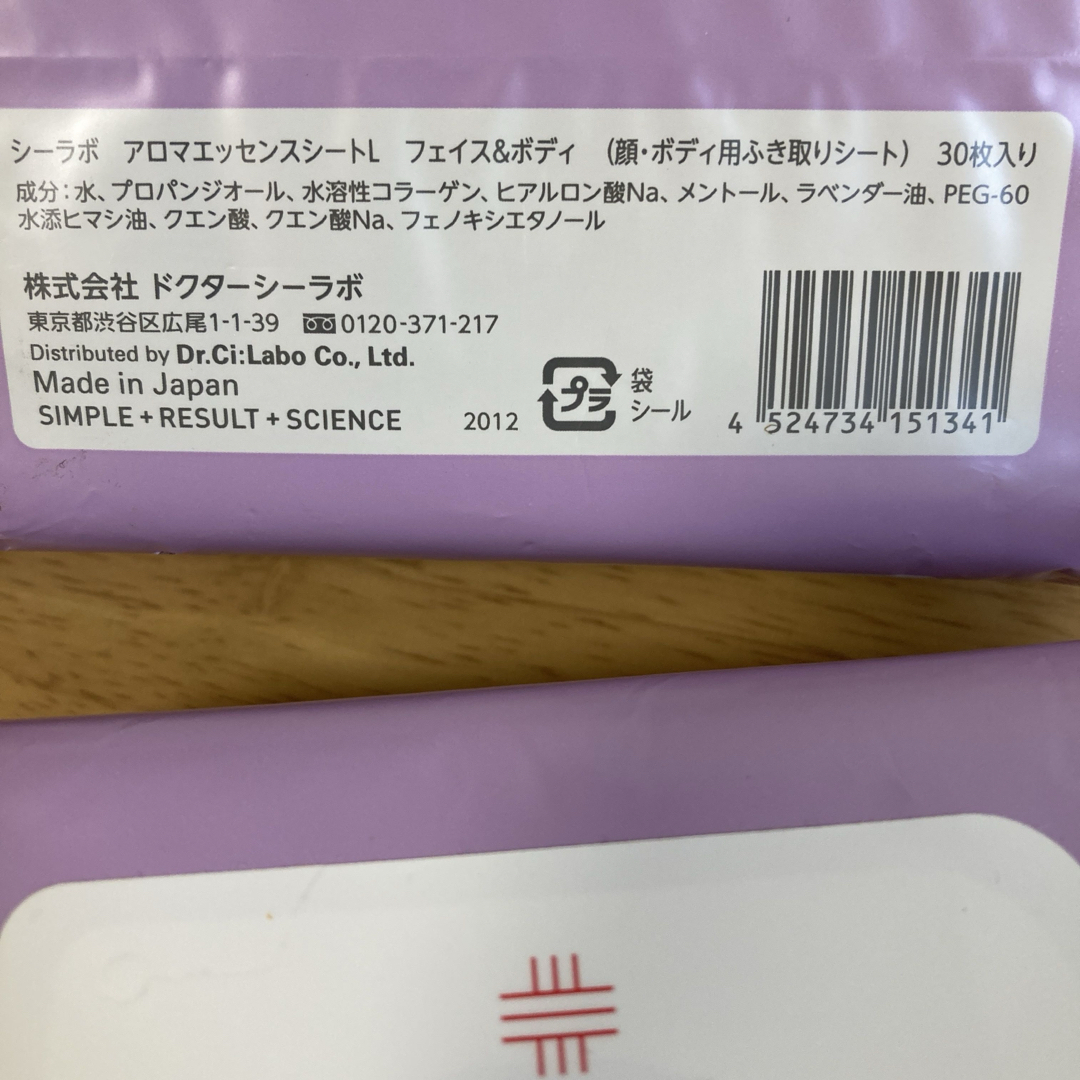 シーラボ アロマエッセンスシートL フェイス&ボディ (顔・ボディ用ふき取りシート) 30枚入り
成分:水、プロパンジオール、水溶性コラーゲン、ヒアルロン酸Na、メントール、ラベンダー油、PEG-60
水添ヒマシ油、クエン酸、クエン酸Na、フェノキシエタノール
株式会社 ドクターシーラボ
東京都渋谷区広尾1-1-39 0120-371-217
Distributed by Dr.Ci:Labo Co., Ltd.
Made in Japan
SIMPLE+RESULT+SCIENCE 2012
プラ
袋
シール
4 524734 151341